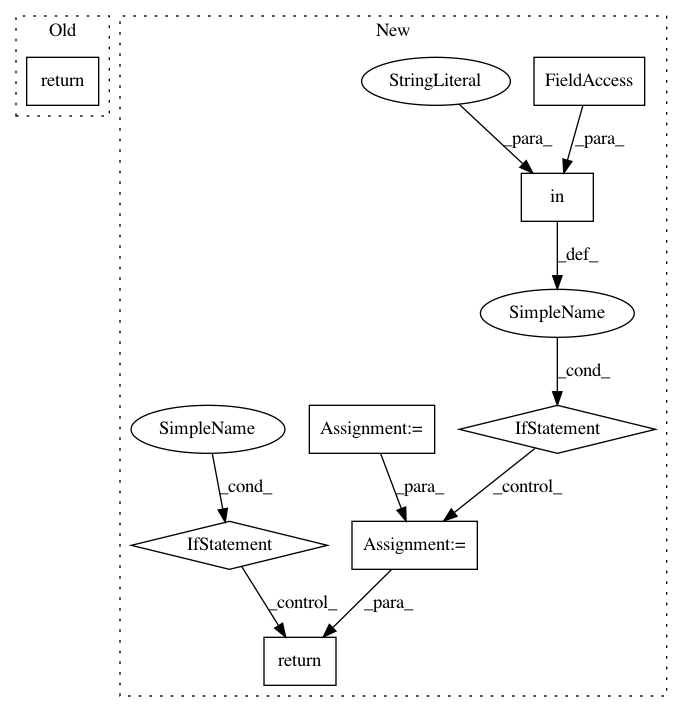 Old
New
return
StringLiteral
FieldAccess
_para_
_para_
in
_def_
SimpleName
_cond_
SimpleName
Assignment:=
IfStatement
_cond_
_para_
_control_
IfStatement
Assignment:=
_control_
_para_
return